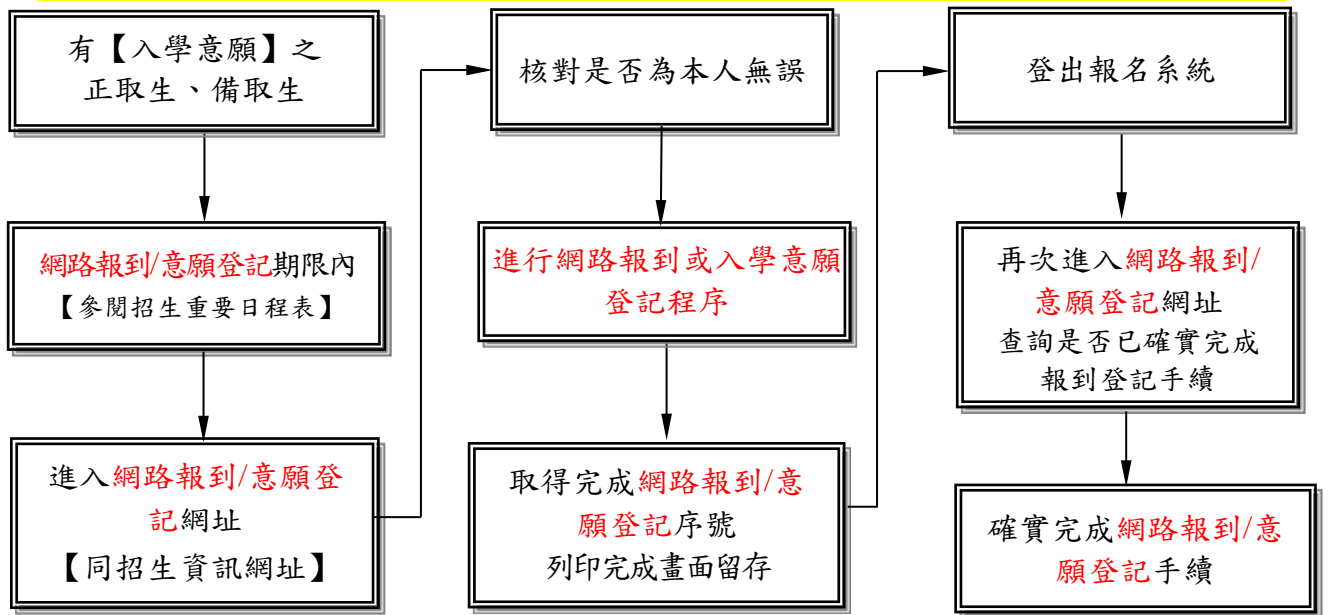 有【入學意願】之
正取生、備取生
網路報到/意願登記期限內
【參閱招生重要日程表】
進入網路報到/意願登
記網址
【同招生資訊網址】
核對是否為本人無誤
進行網路報到或入學意願
登記程序
取得完成網路報到/意
願登記序號
列印完成畫面留存
登出報名系統
再次進入網路報到/
意願登記網址
查詢是否已確實完成
報到登記手續
確實完成網路報到/意
願登記手續